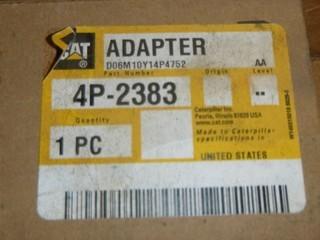 CAT ADAPTER
D06M10Y14P4752 AA
Part Number Origin Level
4P-2383 --
Quantity
1 PC
Caterpillar Inc.
Peoria, Illinois 61629 USA
www.cat.com
Made to Caterpillar
specifications in
UNITED STATES